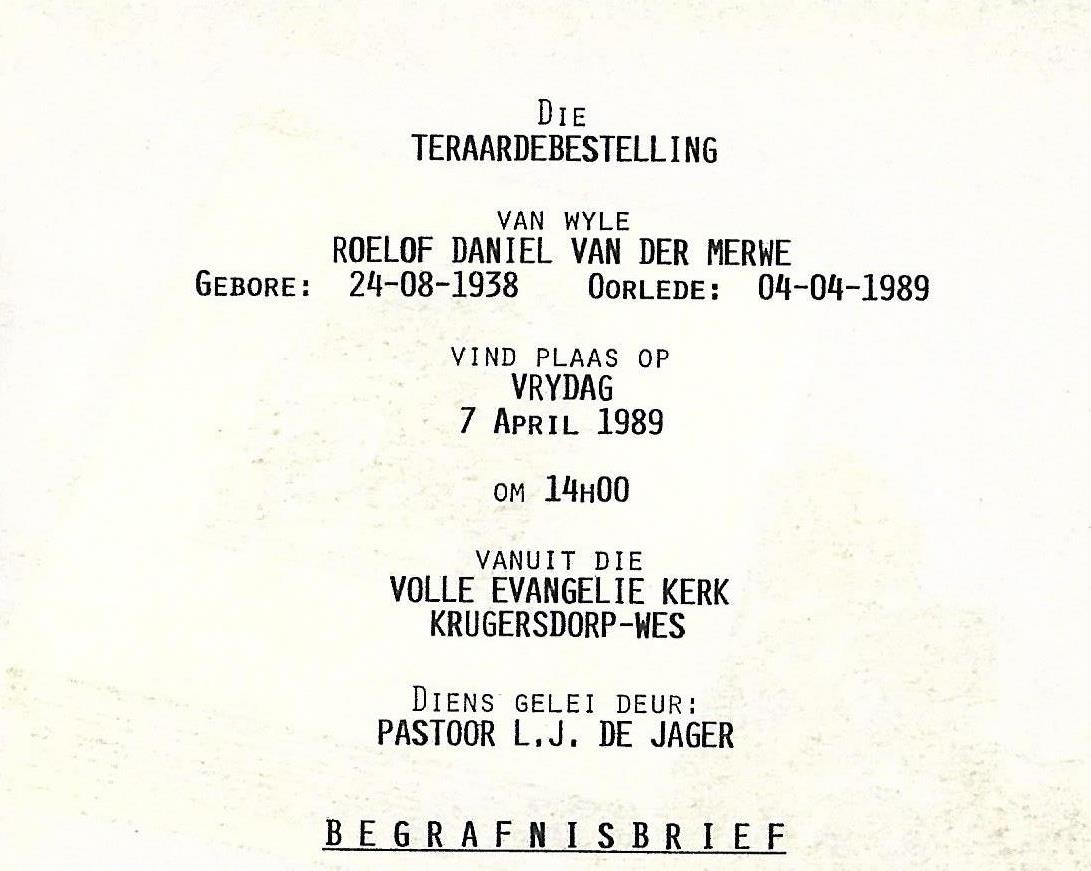 Die
TERAARDEBESTELLING
VAN WYLE
ROELOF DANIEL VAN DER MERWE
GEBORE: 24-08-1938 OORLEDE: 04-04-1989
VIND PLAAS OP
VRYDAG
7 APRIL 1989
OM 14H00
VANUIT DIE
VOLLE EVANGELIE KERK
KRUGERSDORP-WES
DIENS GELEI DEUR:
PASTOOR L.J. DE JAGER
BEGRAFNISBRIEF